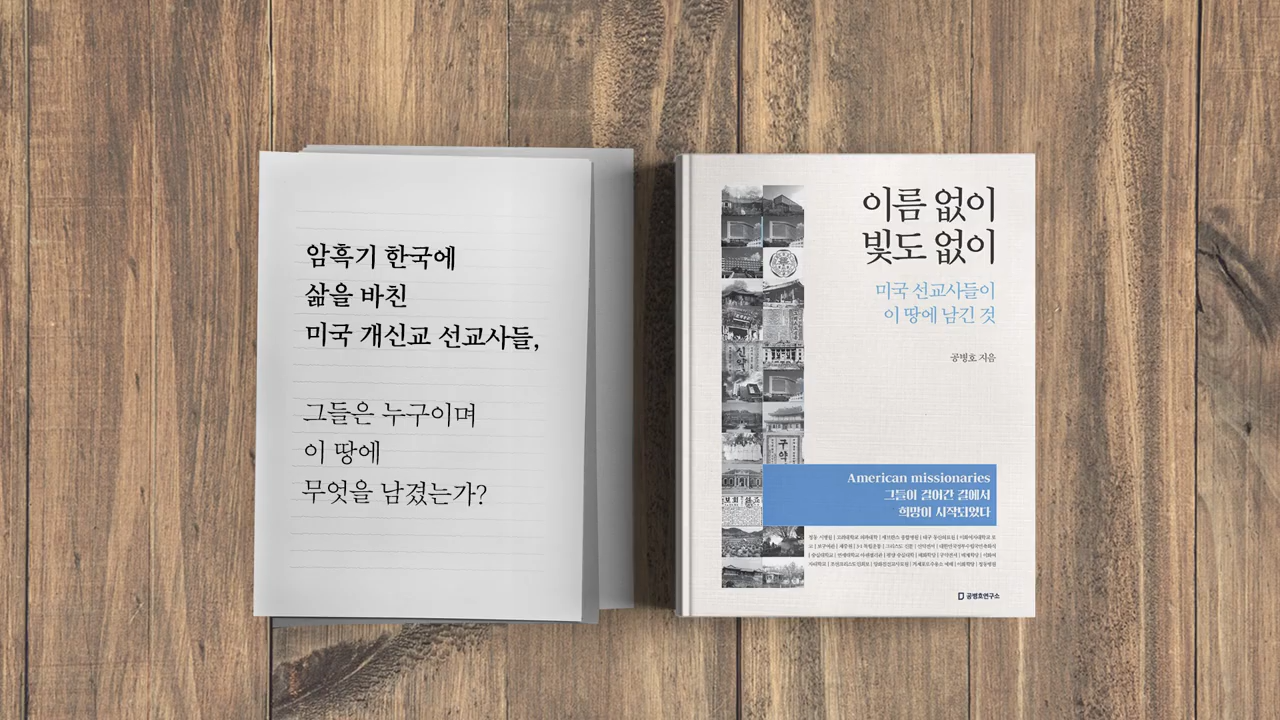 암흑기 한국에
삶을 바친
미국 개신교 선교사들,
그들은 누구이며
이 땅에
무엇을 남겼는가?
이름 없이
빛도 없이
미국 선교사들이
이 땅에 남긴 것
공병호 지음
구약
American missionaries
그들이 걸어간 길에서
희망이 시작되었다
공병호연구소